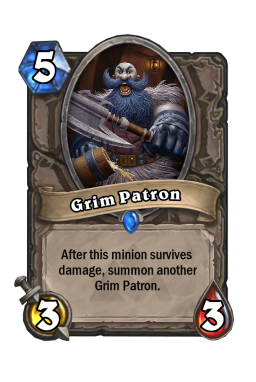 5
Grim Patron
After this minion survives
damage, summon another
Grim Patron.
3 3